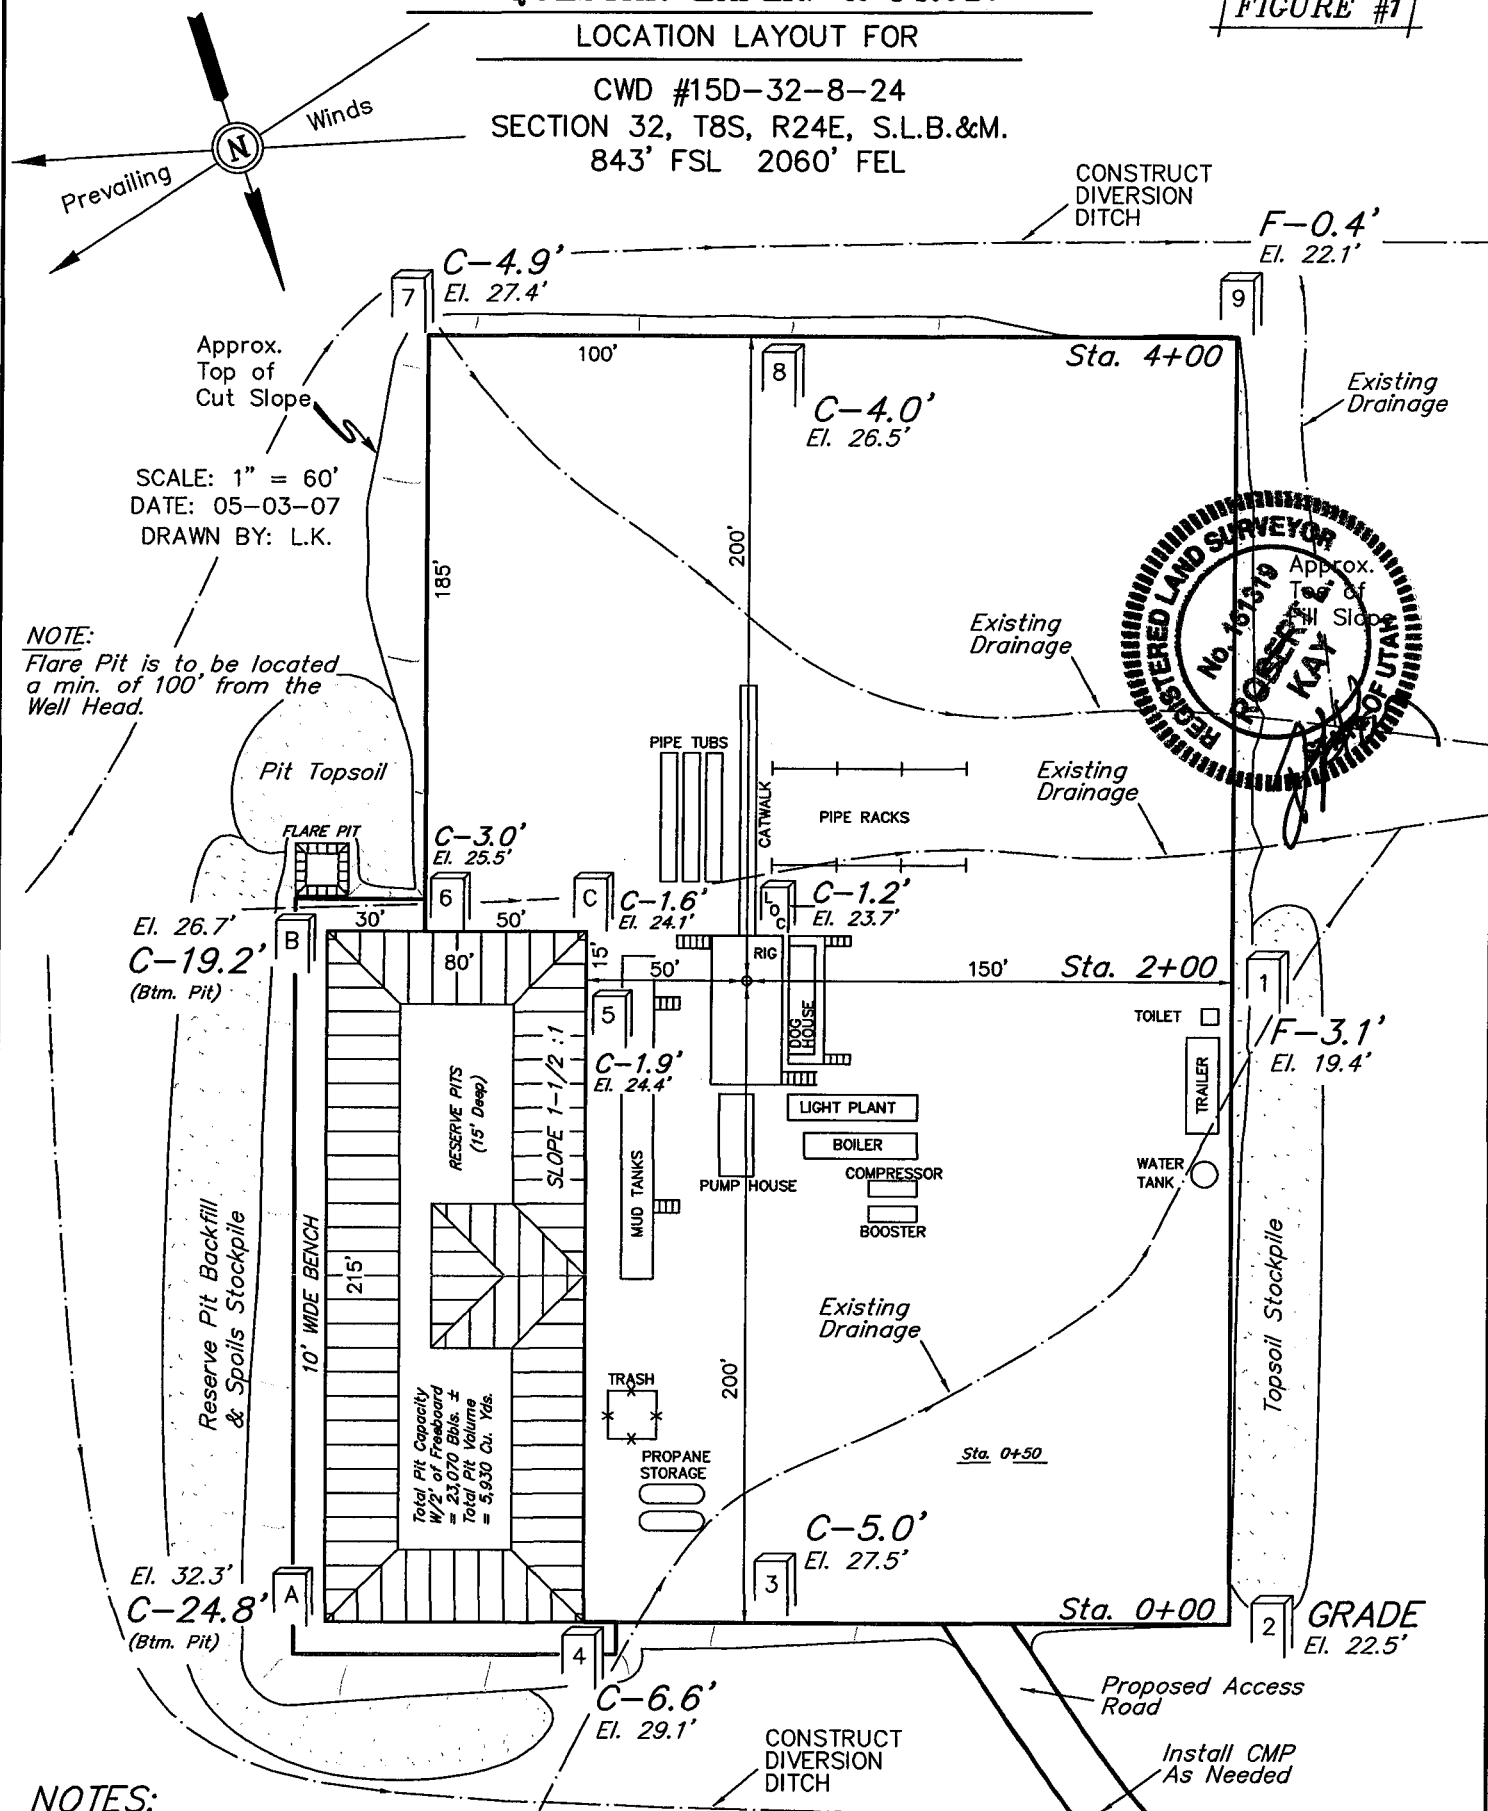 FIGURE #1
LOCATION LAYOUT FOR
CWD #15D-32-8-24
SECTION 32, T8S, R24E, S.L.B.&M.
843' FSL 2060' FEL
N
Winds
Prevailing
CONSTRUCT
DIVERSION
DITCH
F-0.4'
El. 22.1'
C-4.9'
El. 27.4'
7
9
Approx.
Top of
Cut Slope
100'
Sta. 4+00
8
C-4.0'
El. 26.5'
Existing
Drainage
SCALE: 1" = 60'
DATE: 05-03-07
DRAWN BY: L.K.
185'
200'
REGISTERED LAND SURVEYOR
No. 161319
ROBERT L.
KAY
STATE OF UTAH
Approx.
Top of
Fill Slope
NOTE:
Flare Pit is to be located
a min. of 100' from the
Well Head.
Existing
Drainage
Pit Topsoil
PIPE TUBS
CATWALK
PIPE RACKS
Existing
Drainage
FLARE PIT
C-3.0'
El. 25.5'
6
C
C-1.6'
El. 24.1'
LOC
C-1.2'
El. 23.7'
El. 26.7'
C-19.2'
(Btm. Pit)
B
30'
50'
80'
15'
50'
RIG
150'
Sta. 2+00
1
F-3.1'
El. 19.4'
5
C-1.9'
El. 24.4'
DOG
HOUSE
TOILET
TRAILER
RESERVE PITS
(15' Deep)
SLOPE 1-1/2 :1
MUD TANKS
PUMP HOUSE
LIGHT PLANT
BOILER
COMPRESSOR
BOOSTER
WATER
TANK
Reserve Pit Backfill
& Spoils Stockpile
10' WIDE BENCH
215'
Topsoil Stockpile
Existing
Drainage
200'
TRASH
PROPANE
STORAGE
Total Pit Capacity
W/2' of Freeboard
= 23,070 Bbls. ±
Total Pit Volume
= 5,930 Cu. Yds.
Sta. 0+50
C-5.0'
El. 27.5'
3
El. 32.3'
C-24.8'
(Btm. Pit)
A
Sta. 0+00
2
GRADE
El. 22.5'
4
C-6.6'
El. 29.1'
Proposed Access
Road
CONSTRUCT
DIVERSION
DITCH
Install CMP
As Needed
NOTES: